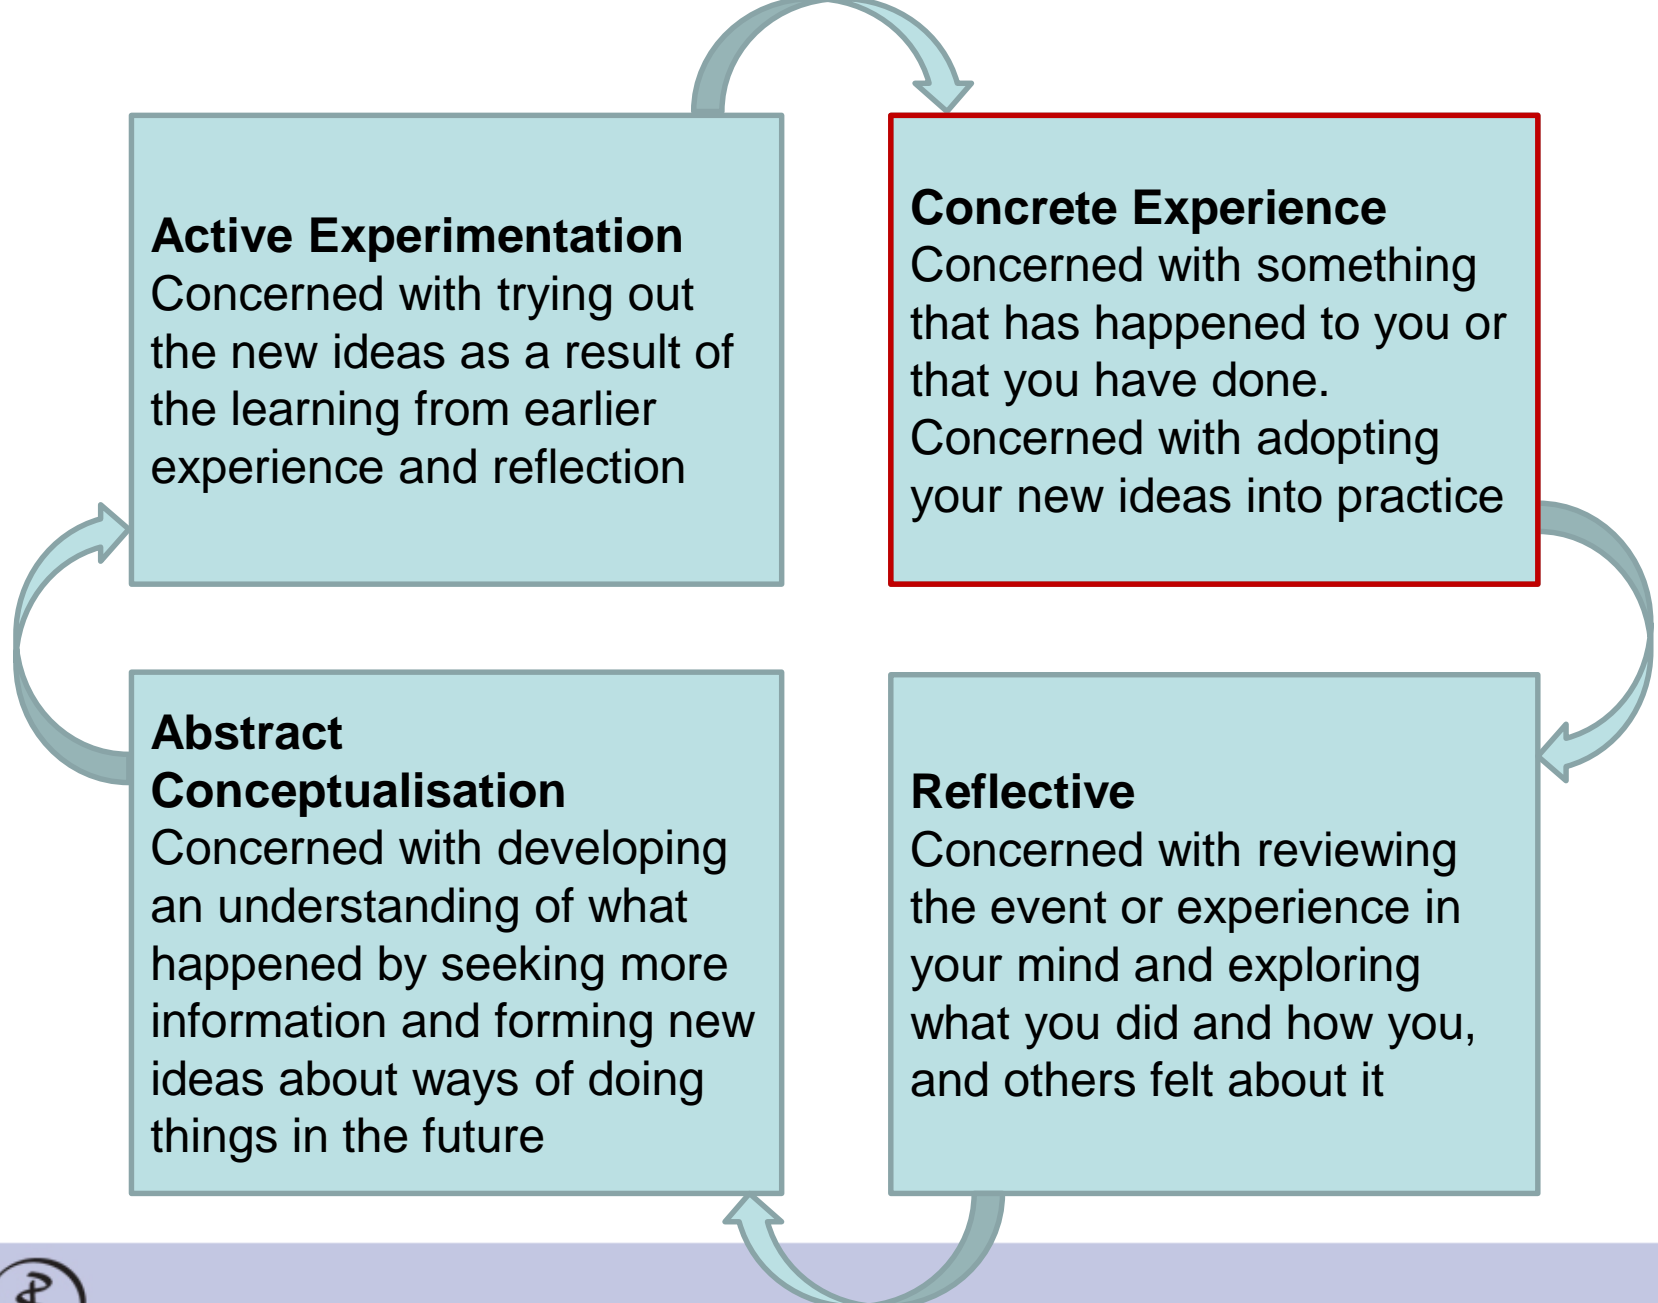 Active Experimentation
Concerned with trying out
the new ideas as a result of
the learning from earlier
experience and reflection
Concrete Experience
Concerned with something
that has happened to you or
that you have done.
Concerned with adopting
your new ideas into practice
Abstract
Conceptualisation
Concerned with developing
an understanding of what
happened by seeking more
information and forming new
ideas about ways of doing
things in the future
Reflective
Concerned with reviewing
the event or experience in
your mind and exploring
what you did and how you,
and others felt about it